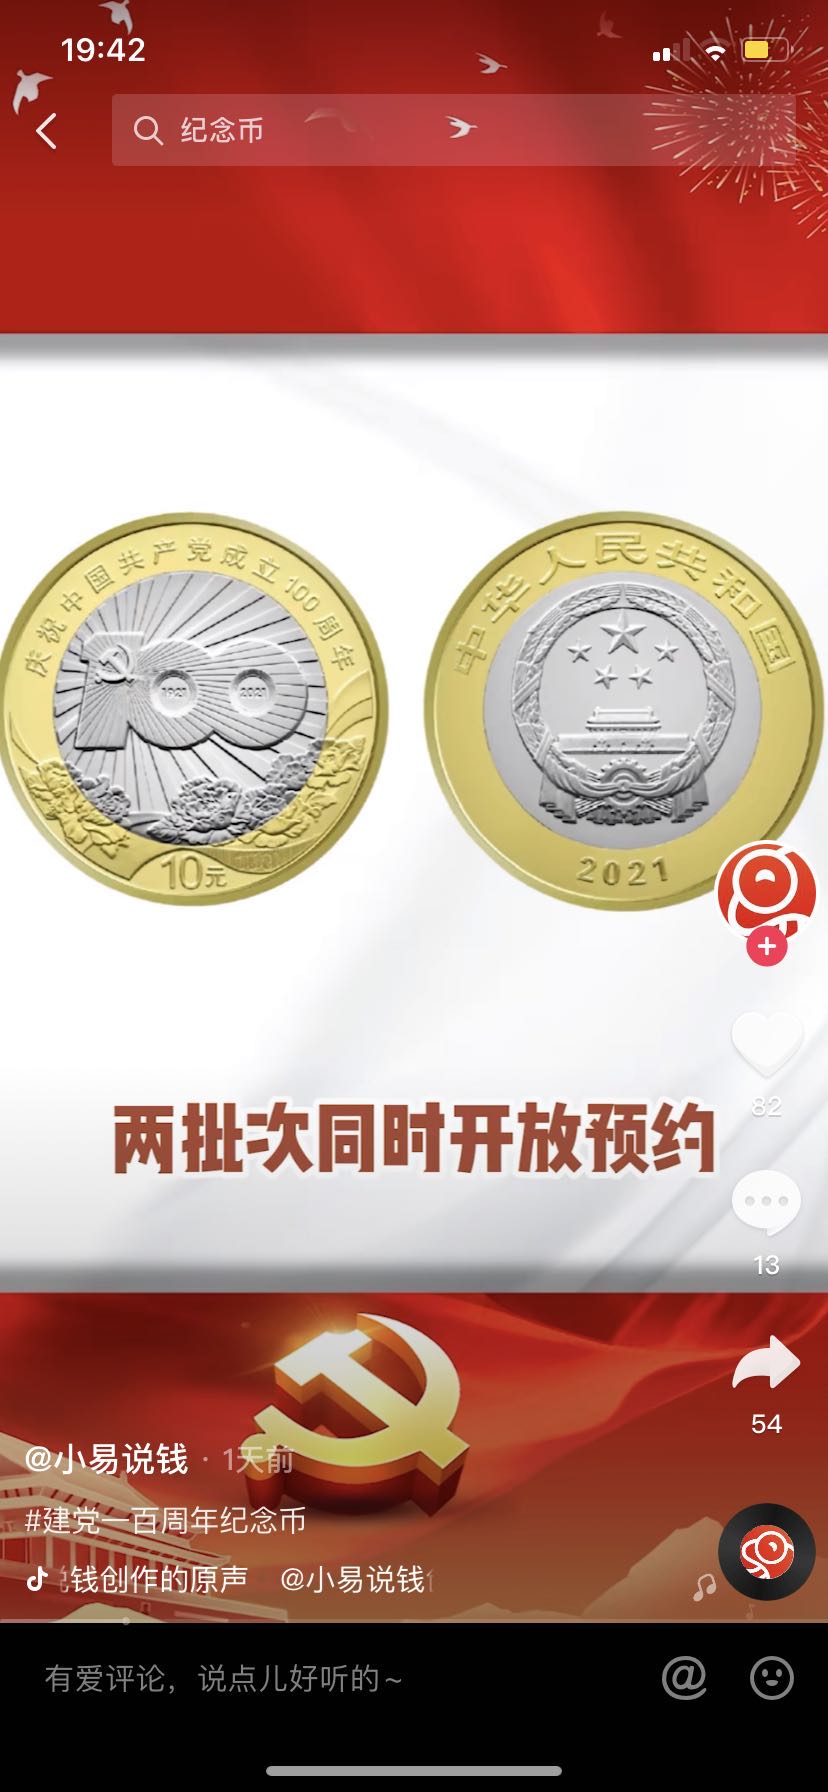 19:42
纪念币
庆祝中国共产党成立100周年
1921
2021
10元
中华人民共和国
2021
82
两批次同时开放预约
13
54
@小易说钱 · 1天前
#建党一百周年纪念币
钱创作的原声 @小易说钱
有爱评论，说点儿好听的~